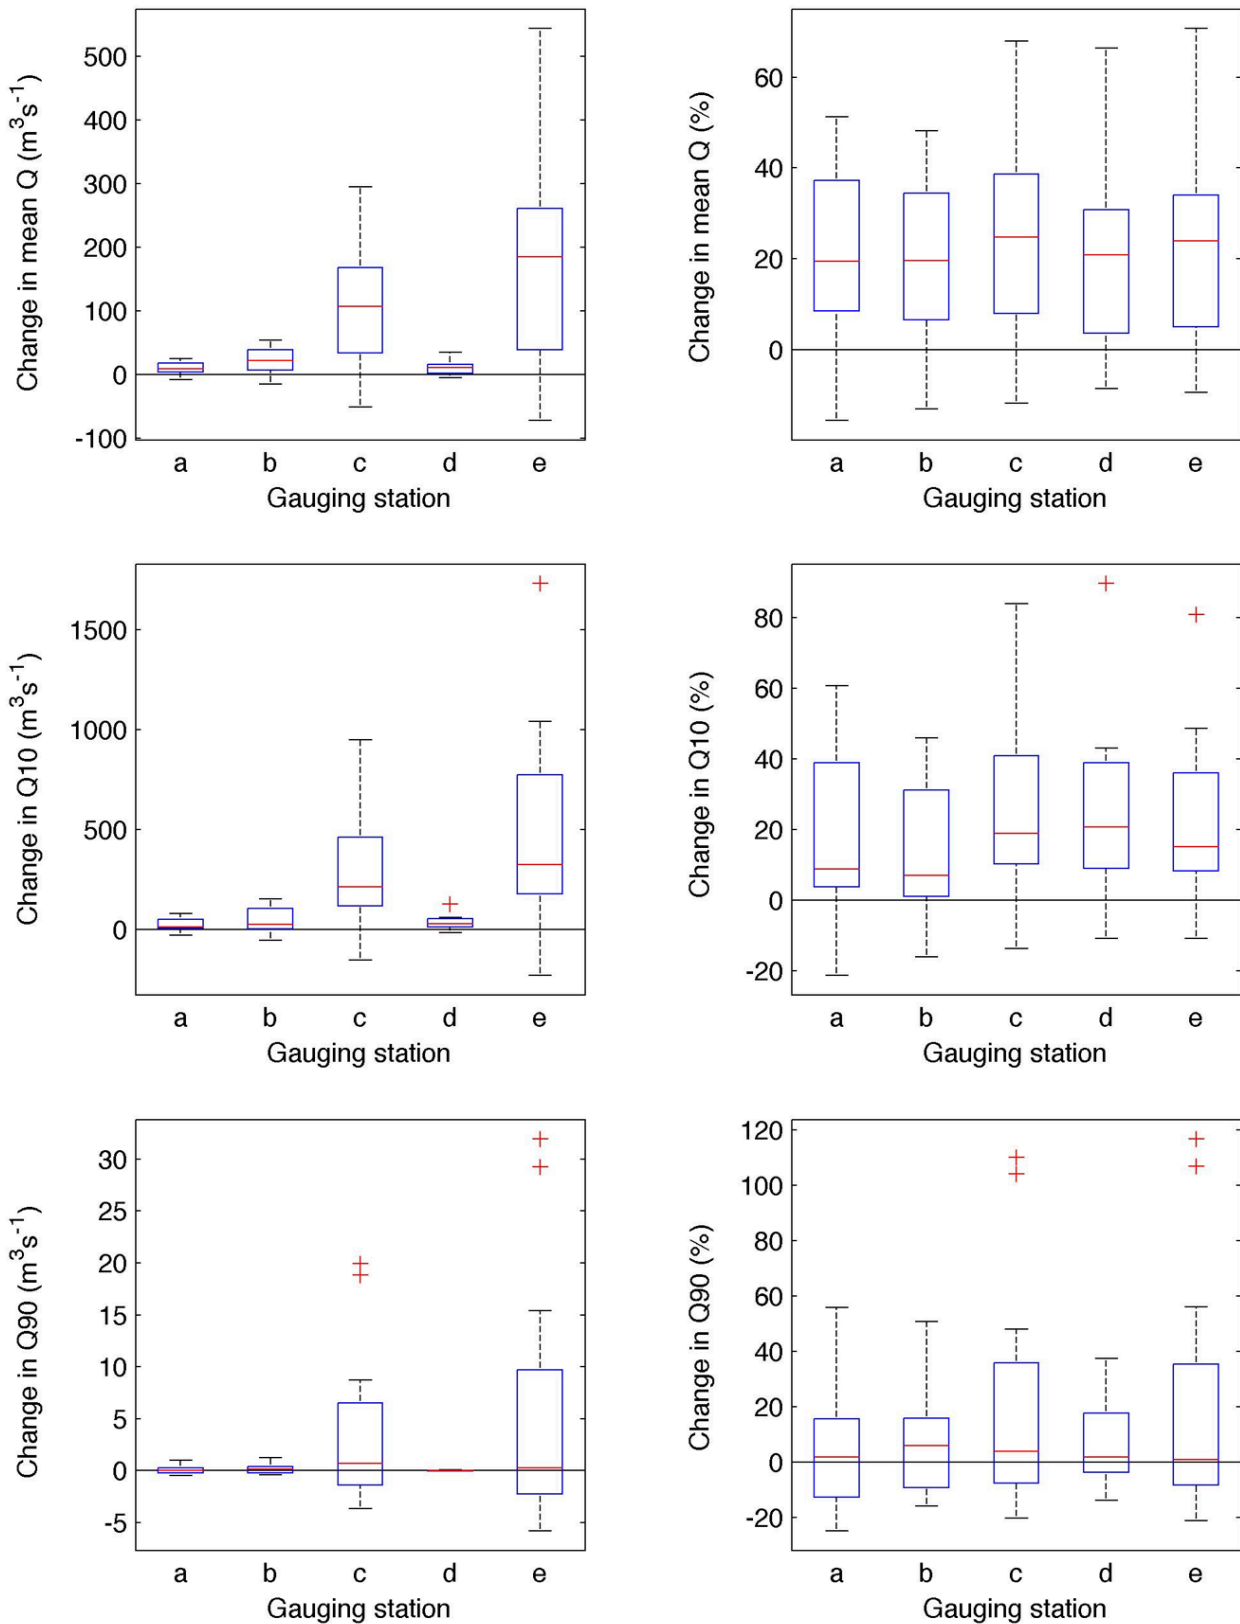 Change in mean Q (m³s⁻¹)
500
400
300
200
100
0
-100
a b c d e
Gauging station
Change in mean Q (%)
60
40
20
0
a b c d e
Gauging station
Change in Q10 (m³s⁻¹)
1500
1000
500
0
a b c d e
Gauging station
Change in Q10 (%)
80
60
40
20
0
-20
a b c d e
Gauging station
Change in Q90 (m³s⁻¹)
30
25
20
15
10
5
0
-5
a b c d e
Gauging station
Change in Q90 (%)
120
100
80
60
40
20
0
-20
a b c d e
Gauging station